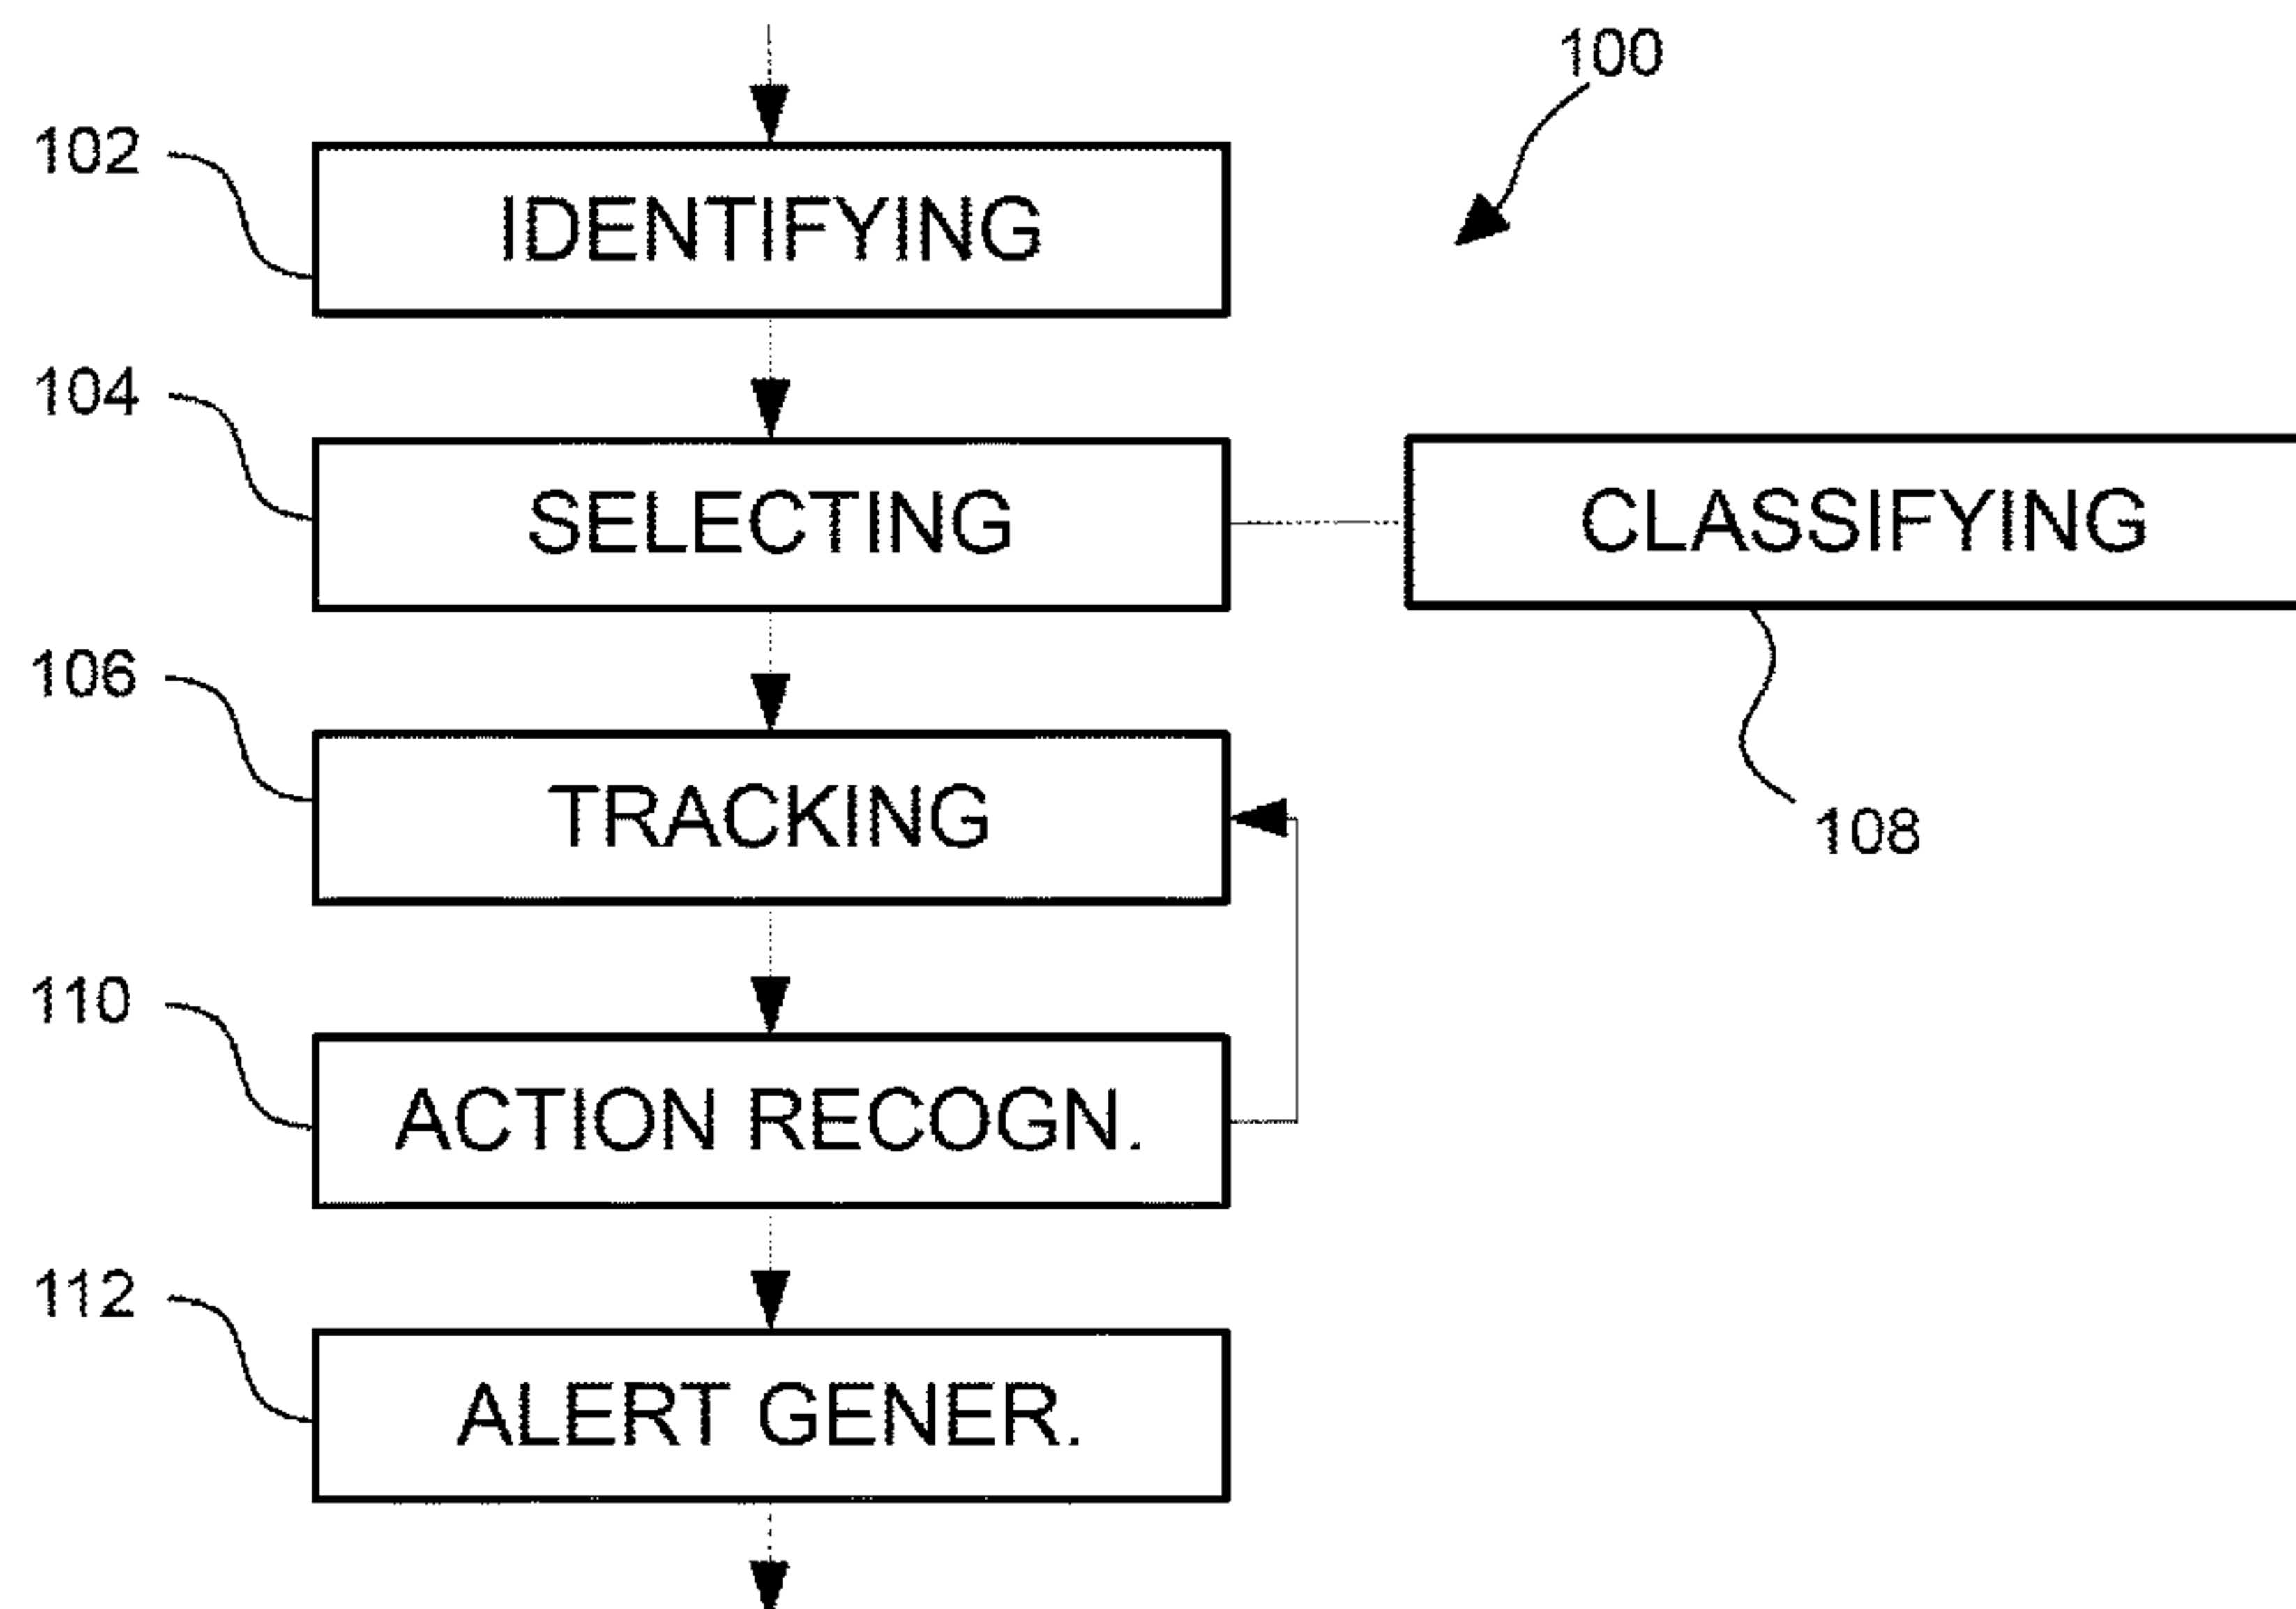 100
102
IDENTIFYING
104
SELECTING
CLASSIFYING
106
TRACKING
108
110
ACTION RECOGN.
112
ALERT GENER.